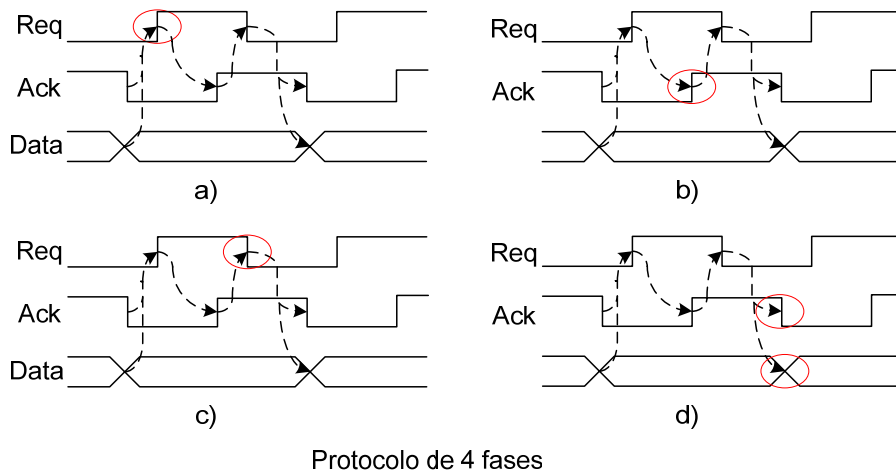 Req
Ack
Data
a)
Req
Ack
Data
b)
Req
Ack
Data
c)
Req
Ack
Data
d)
Protocolo de 4 fases